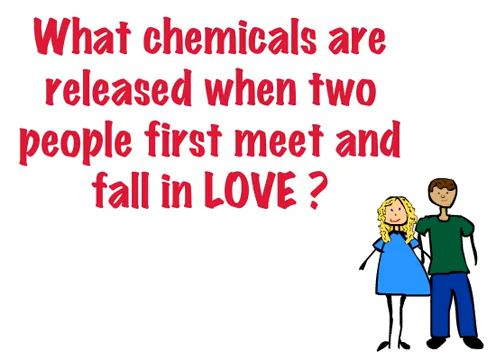 What chemicals are
released when two
people first meet and
fall in LOVE ?